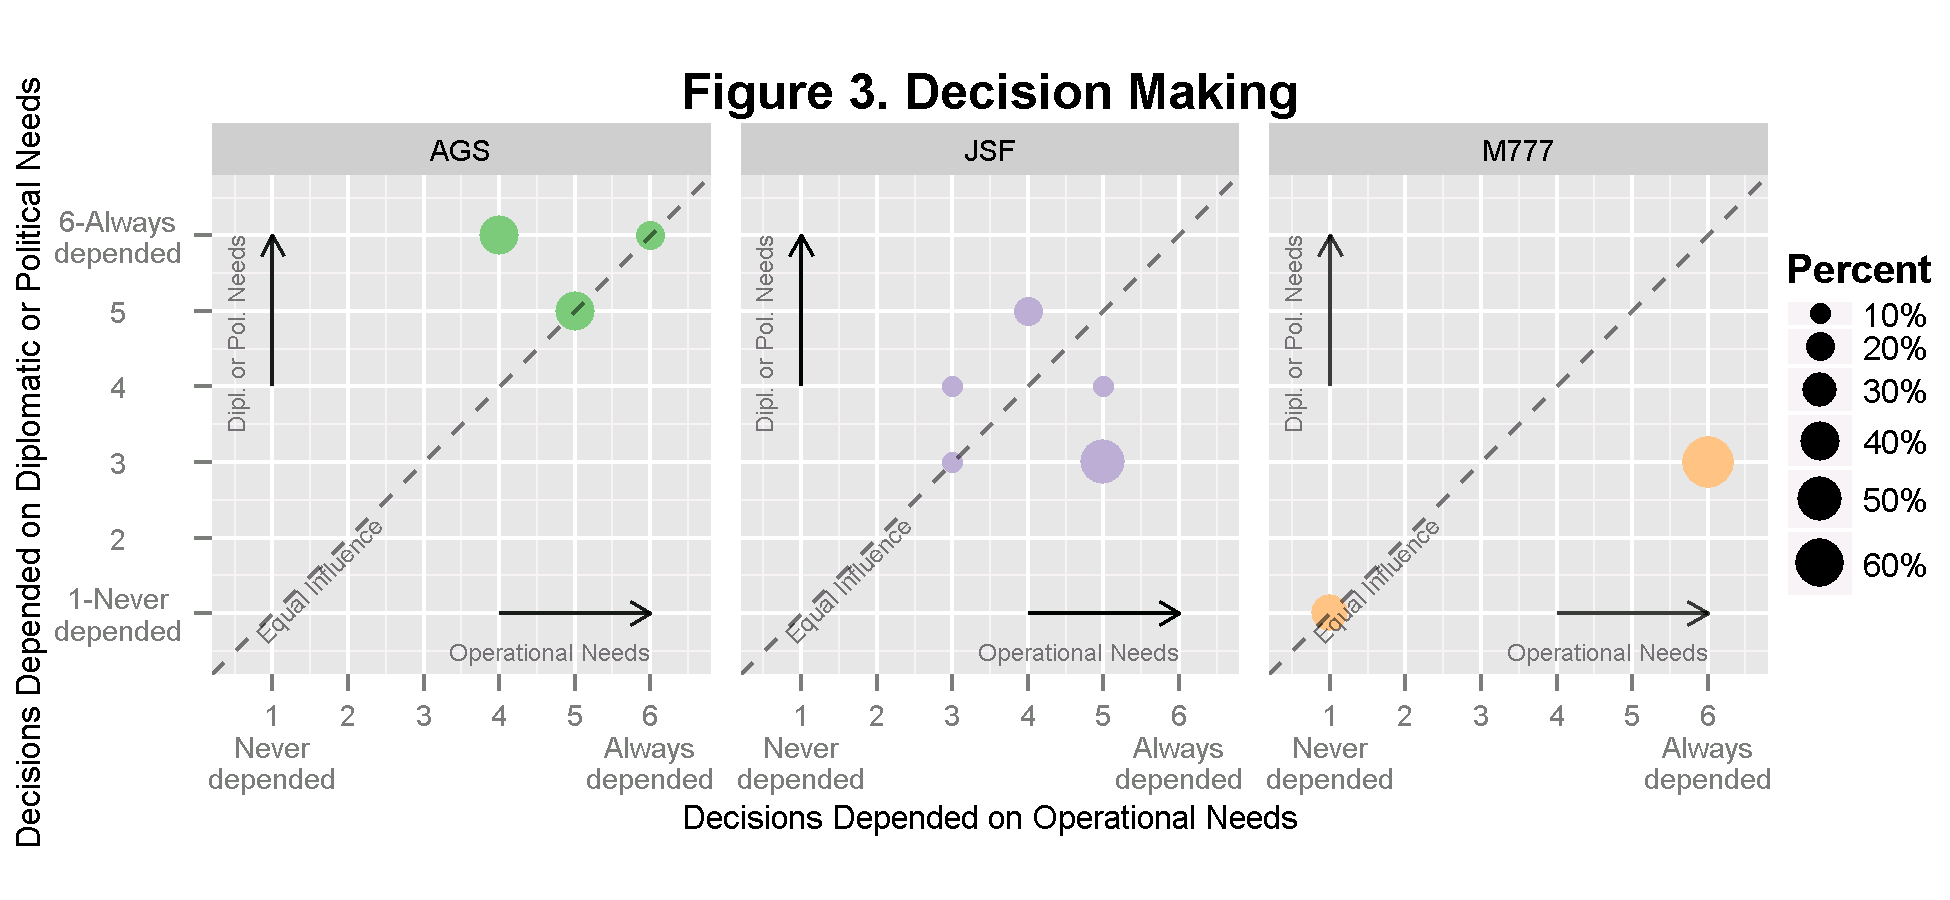 Figure 3. Decision Making
Decisions Depended on Diplomatic or Political Needs
AGS
JSF
M777
6-Always
depended
5
4
3
2
1-Never
depended
Dipl. or Pol. Needs
Equal Influence
Operational Needs
Dipl. or Pol. Needs
Equal Influence
Operational Needs
Dipl. or Pol. Needs
Equal Influence
Operational Needs
1 2 3 4 5 6
Never Always
depended depended
1 2 3 4 5 6
Never Always
depended depended
1 2 3 4 5 6
Never Always
depended depended
Decisions Depended on Operational Needs
Percent
10%
20%
30%
40%
50%
60%